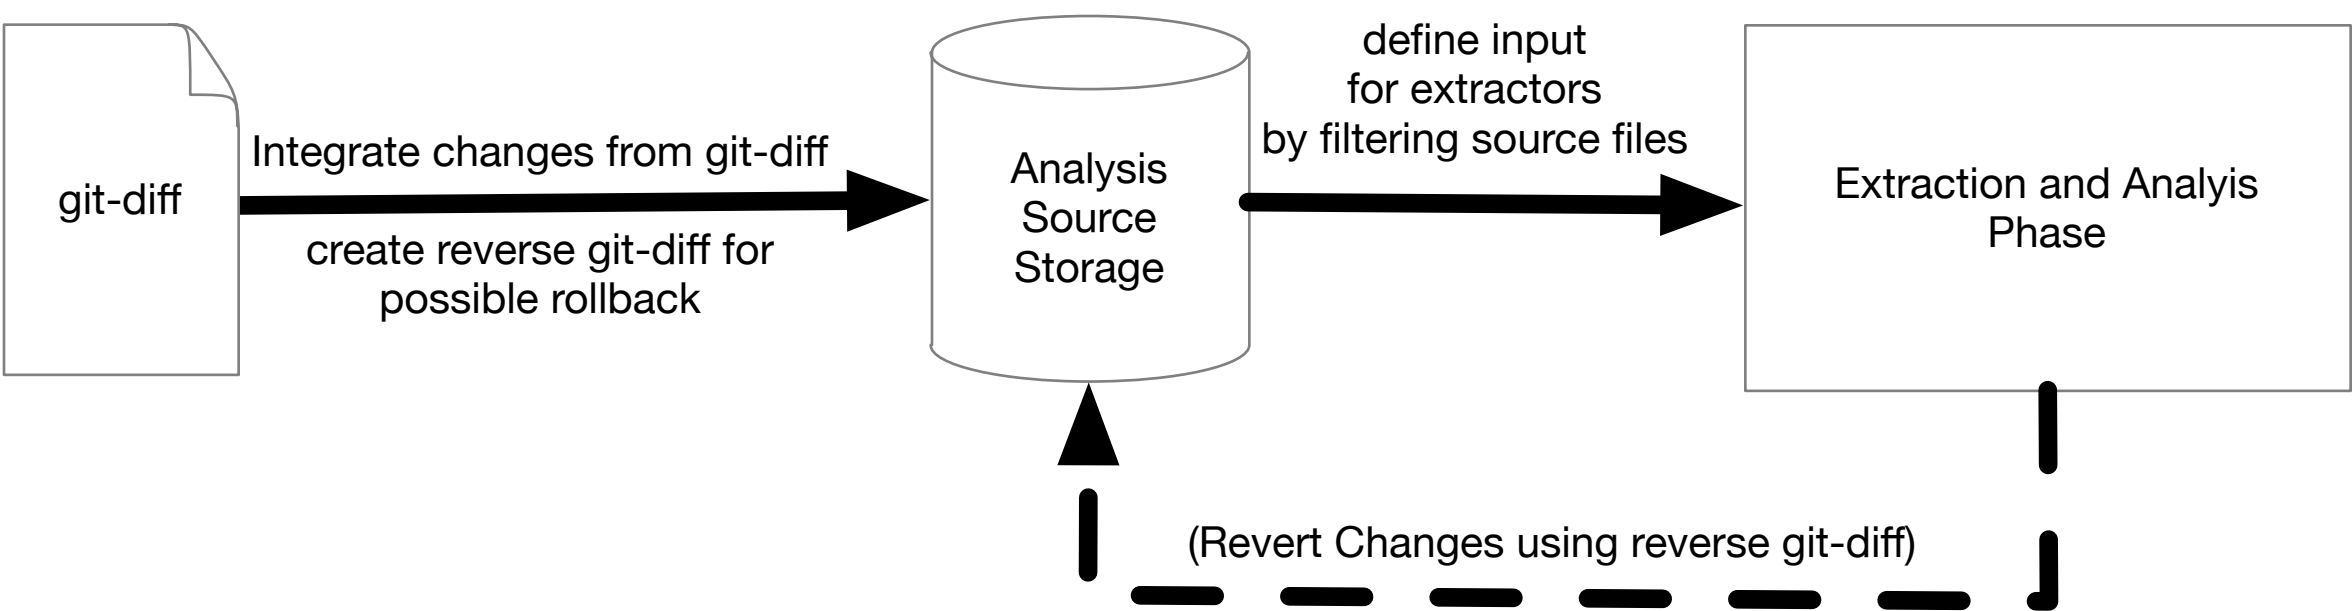 git-diff
Integrate changes from git-diff
create reverse git-diff for
possible rollback
Analysis
Source
Storage
define input
for extractors
by filtering source files
Extraction and Analyis
Phase
(Revert Changes using reverse git-diff)